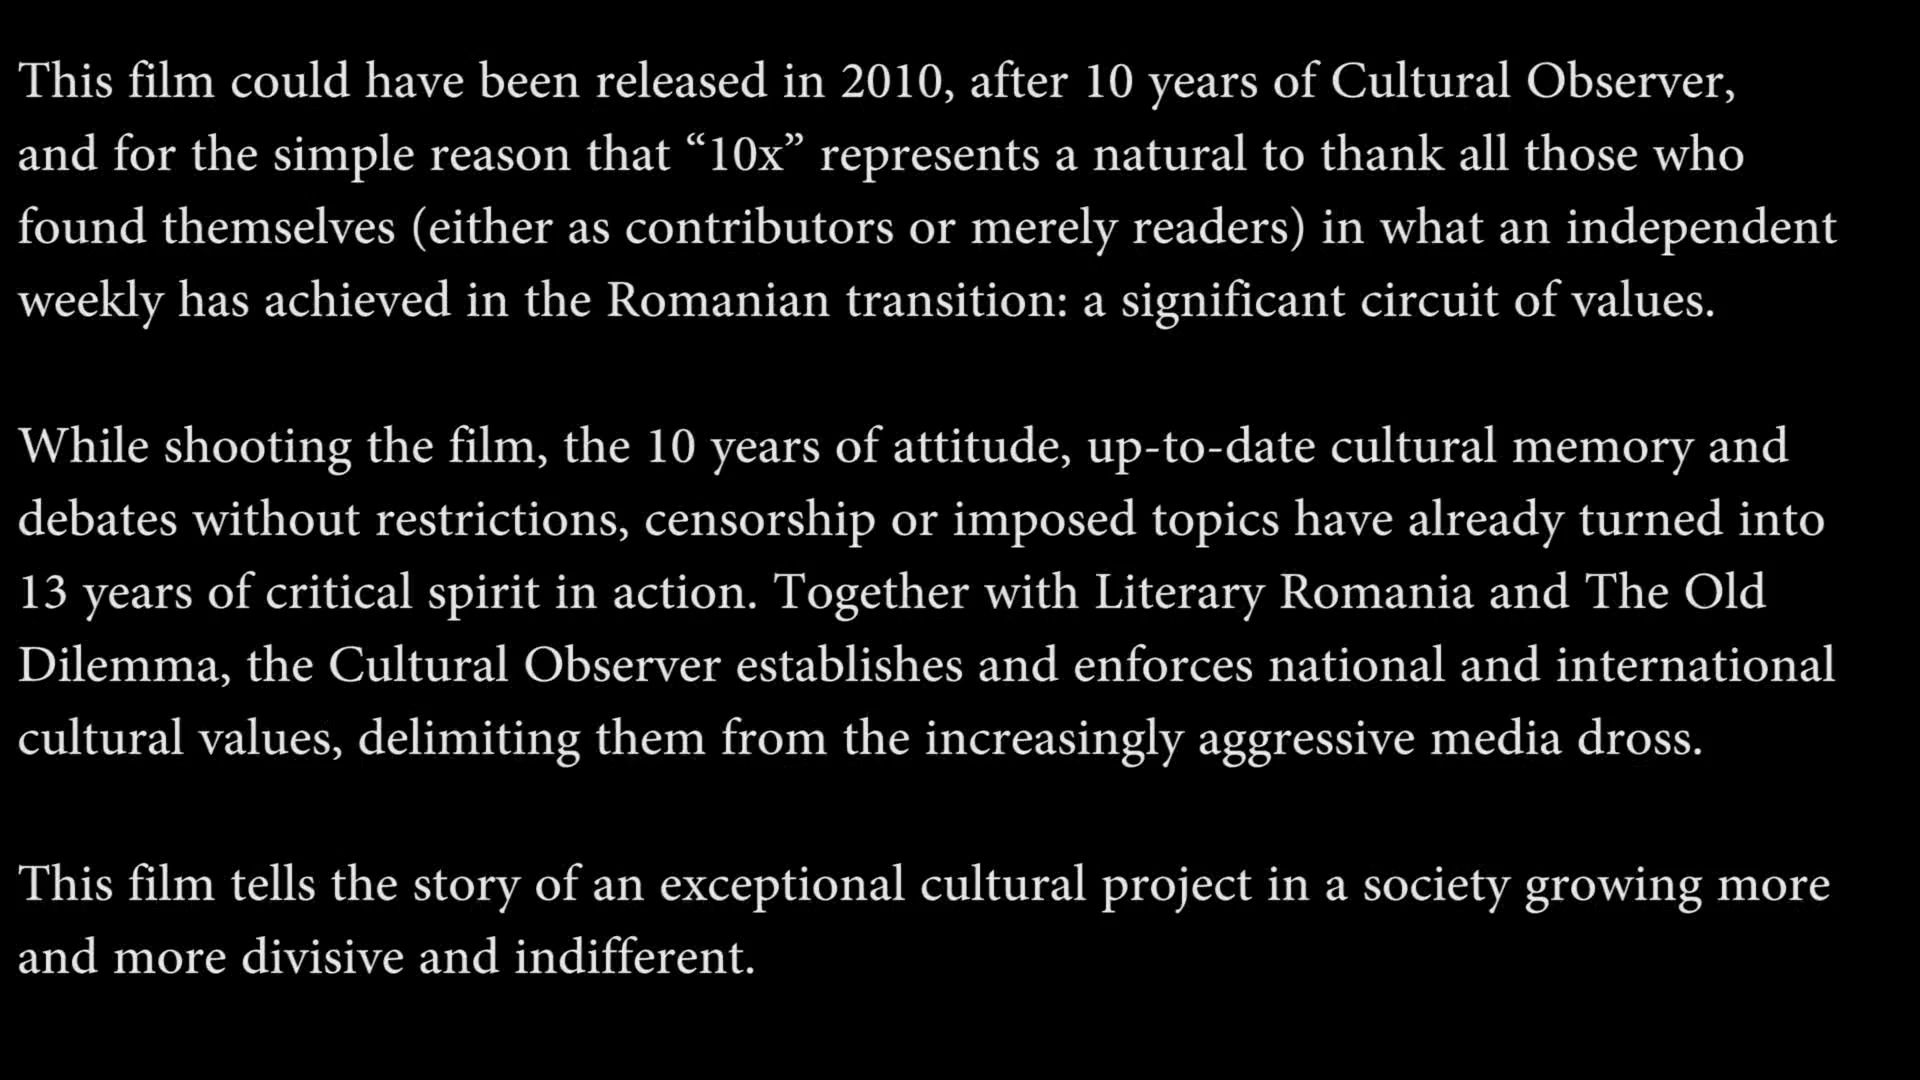 This film could have been released in 2010, after 10 years of Cultural Observer,
and for the simple reason that “10x” represents a natural to thank all those who
found themselves (either as contributors or merely readers) in what an independent
weekly has achieved in the Romanian transition: a significant circuit of values.
While shooting the film, the 10 years of attitude, up-to-date cultural memory and
debates without restrictions, censorship or imposed topics have already turned into
13 years of critical spirit in action. Together with Literary Romania and The Old
Dilemma, the Cultural Observer establishes and enforces national and international
cultural values, delimiting them from the increasingly aggressive media dross.
This film tells the story of an exceptional cultural project in a society growing more
and more divisive and indifferent.